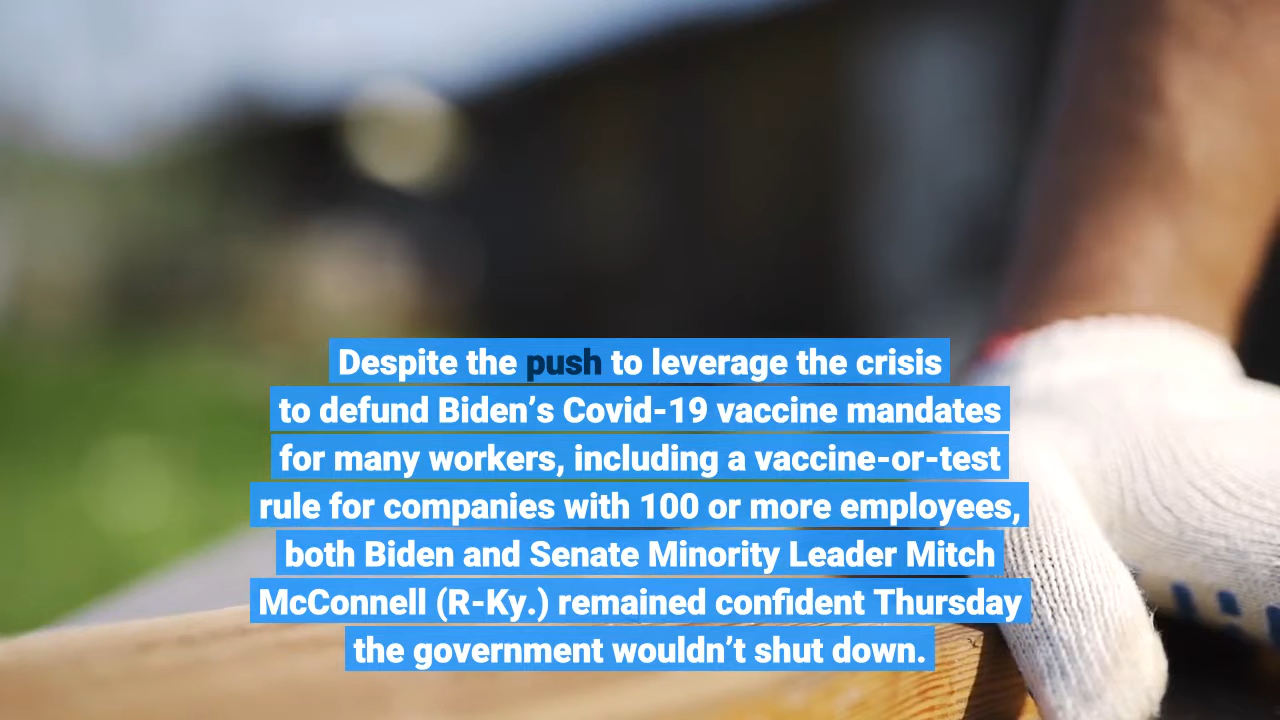 Despite the push to leverage the crisis
to defund Biden’s Covid-19 vaccine mandates
for many workers, including a vaccine-or-test
rule for companies with 100 or more employees,
both Biden and Senate Minority Leader Mitch
McConnell (R-Ky.) remained confident Thursday
the government wouldn’t shut down.